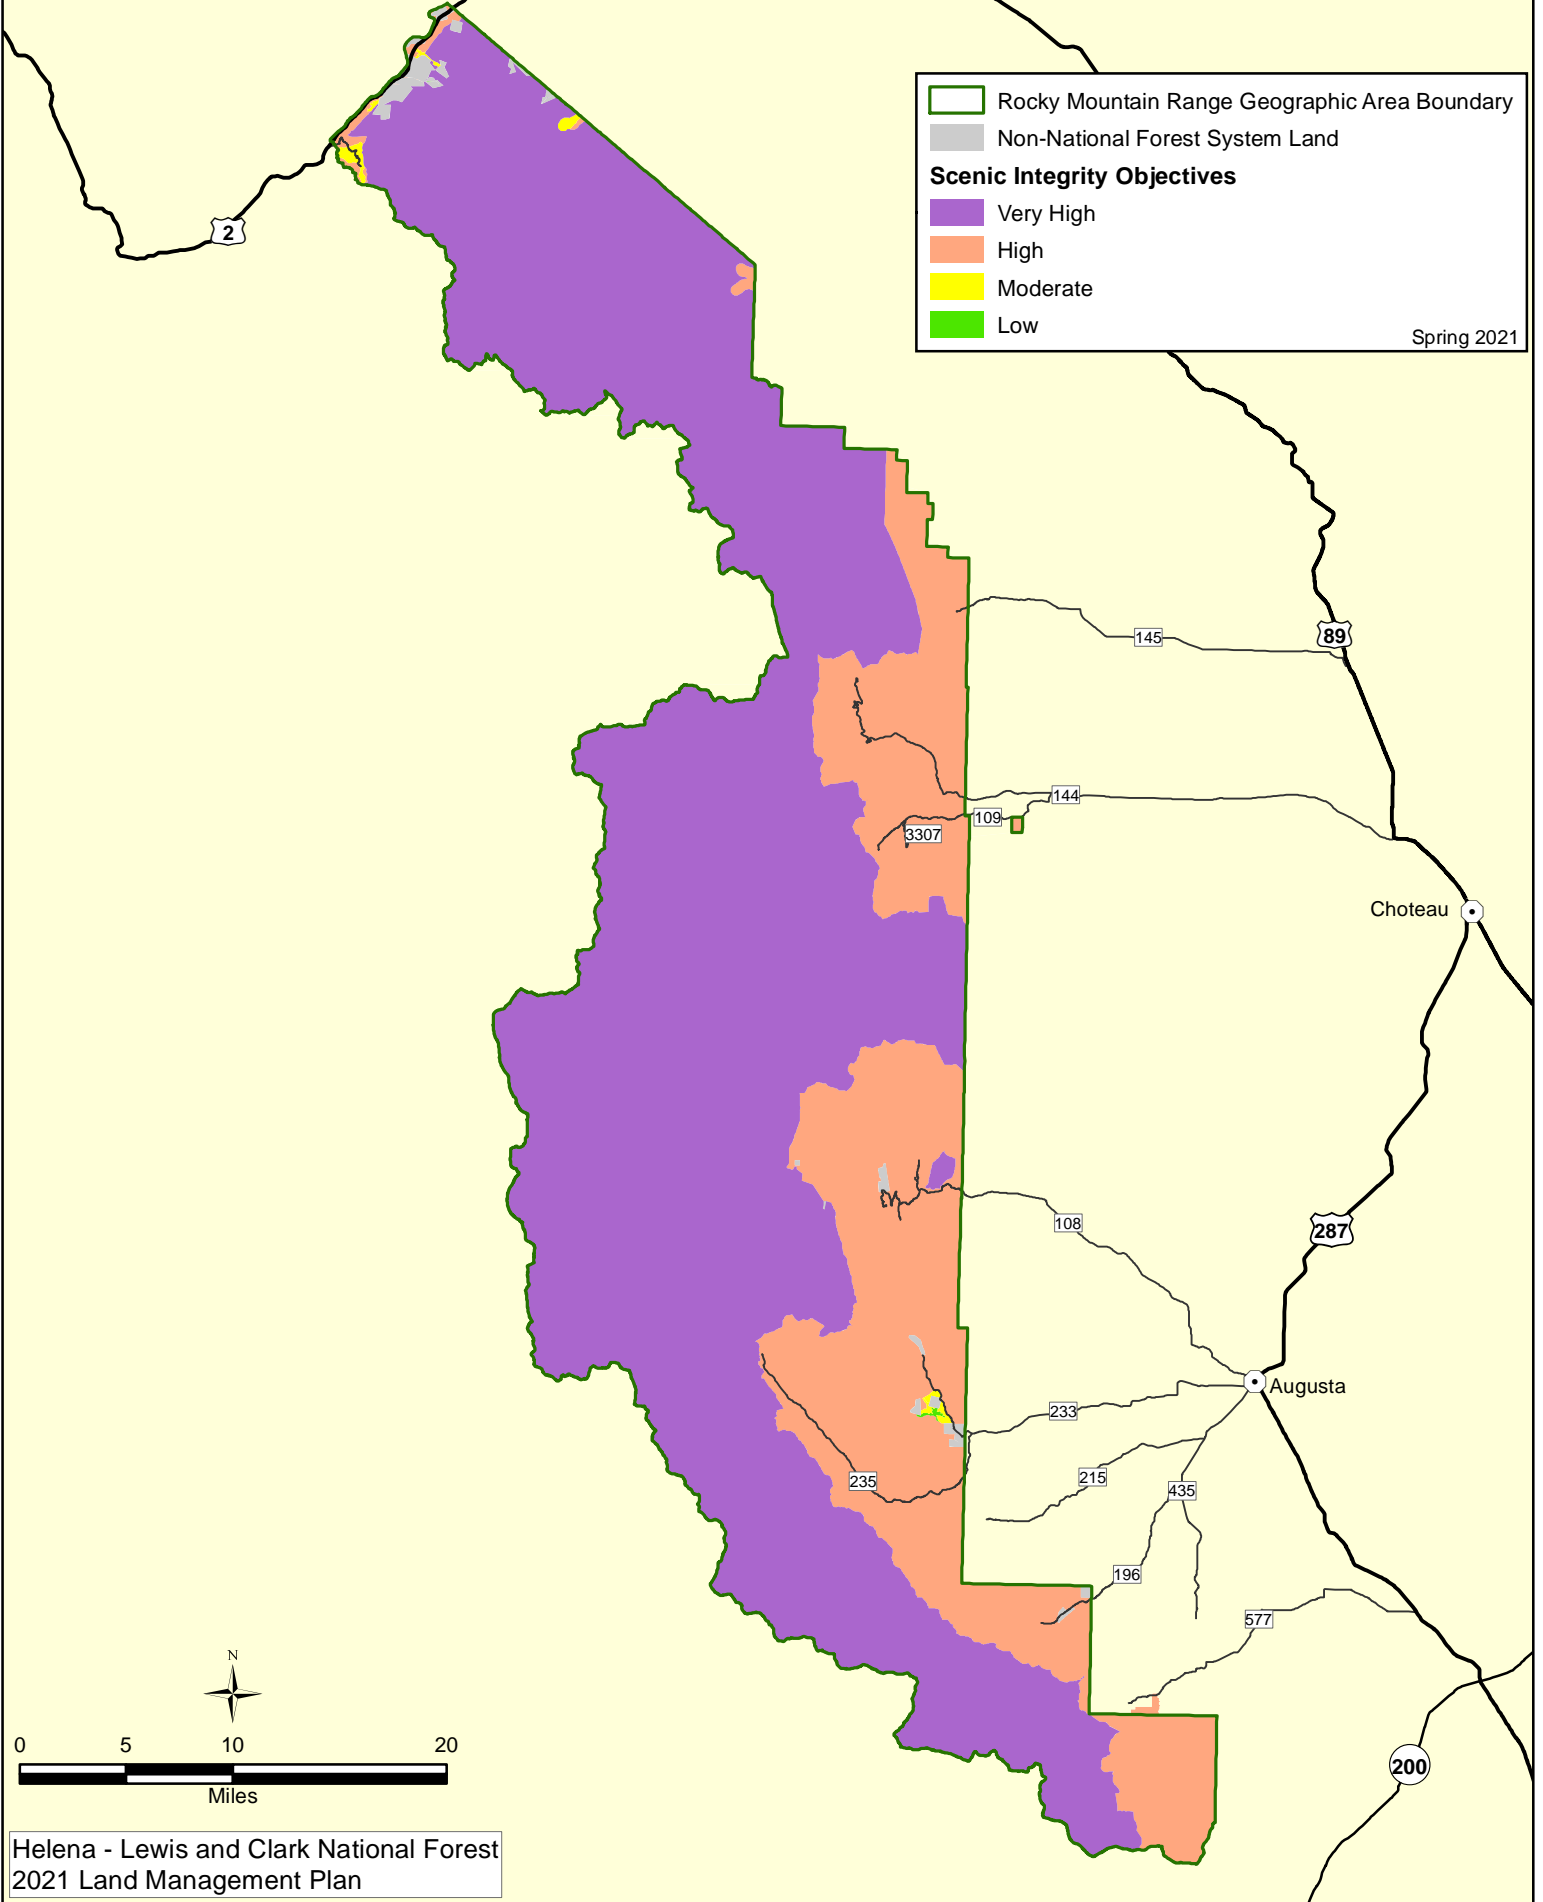 Rocky Mountain Range Geographic Area Boundary
Non-National Forest System Land
Scenic Integrity Objectives
Very High
High
Moderate
Low
Spring 2021
2
89
145
144
109
3307
Choteau
108
287
Augusta
233
235
215
435
196
577
200
N
0 5 10 20
Miles
Helena - Lewis and Clark National Forest
2021 Land Management Plan